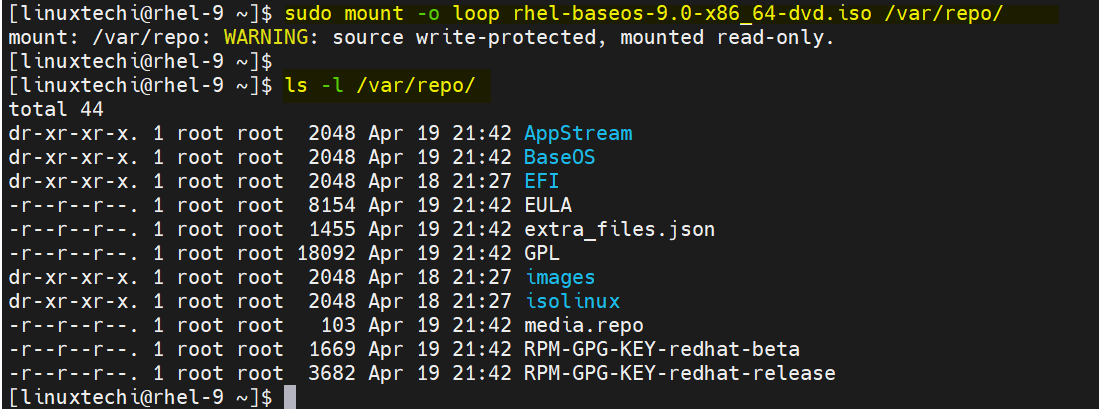 [linuxtechi@rhel-9 ~]$ sudo mount -o loop rhel-baseos-9.0-x86_64-dvd.iso /var/repo/
mount: /var/repo: WARNING: source write-protected, mounted read-only.
[linuxtechi@rhel-9 ~]$
[linuxtechi@rhel-9 ~]$ ls -l /var/repo/
total 44
dr-xr-xr-x. 1 root root  2048 Apr 19 21:42 AppStream
dr-xr-xr-x. 1 root root  2048 Apr 19 21:42 BaseOS
dr-xr-xr-x. 1 root root  2048 Apr 18 21:27 EFI
-r--r--r--. 1 root root  8154 Apr 19 21:42 EULA
-r--r--r--. 1 root root  1455 Apr 19 21:42 extra_files.json
-r--r--r--. 1 root root 18092 Apr 19 21:42 GPL
dr-xr-xr-x. 1 root root  2048 Apr 18 21:27 images
dr-xr-xr-x. 1 root root  2048 Apr 18 21:27 isolinux
-r--r--r--. 1 root root   103 Apr 19 21:42 media.repo
-r--r--r--. 1 root root  1669 Apr 19 21:42 RPM-GPG-KEY-redhat-beta
-r--r--r--. 1 root root  3682 Apr 19 21:42 RPM-GPG-KEY-redhat-release
[linuxtechi@rhel-9 ~]$